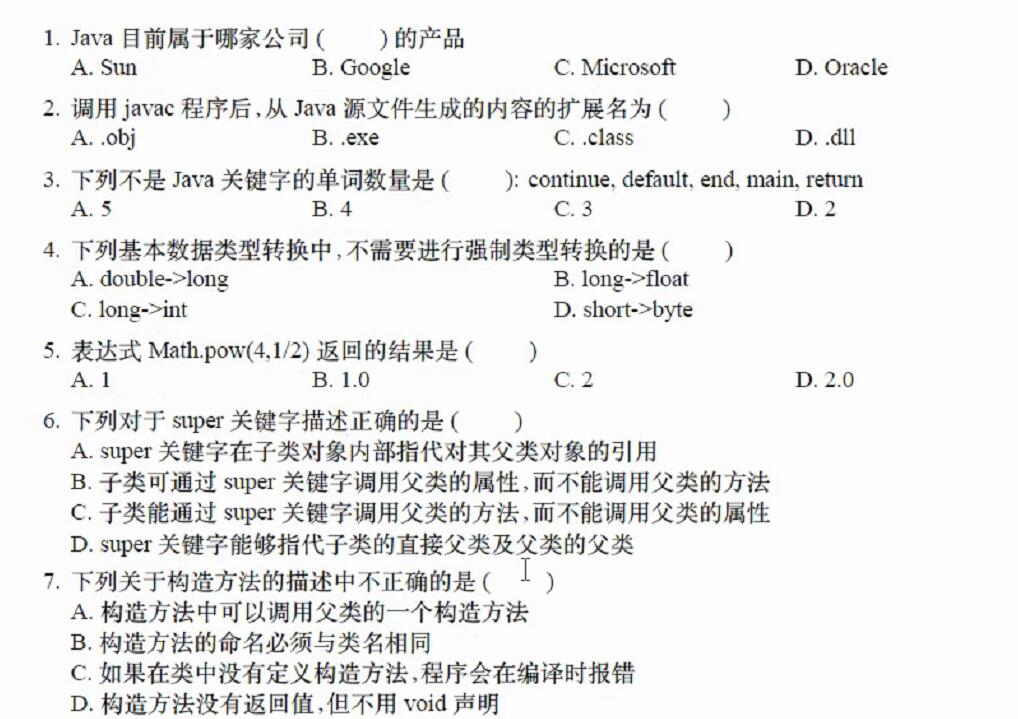 1. Java 目前属于哪家公司 (　　) 的产品
A. Sun B. Google C. Microsoft D. Oracle
2. 调用 javac 程序后,从 Java 源文件生成的内容的扩展名为 (　　)
A. .obj B. .exe C. .class D. .dll
3. 下列不是 Java 关键字的单词数量是 (　　): continue, default, end, main, return
A. 5 B. 4 C. 3 D. 2
4. 下列基本数据类型转换中,不需要进行强制类型转换的是 (　　)
A. double->long B. long->float
C. long->int D. short->byte
5. 表达式 Math.pow(4,1/2) 返回的结果是 (　　)
A. 1 B. 1.0 C. 2 D. 2.0
6. 下列对于 super 关键字描述正确的是 (　　)
A. super 关键字在子类对象内部指代对其父类对象的引用
B. 子类可通过 super 关键字调用父类的属性,而不能调用父类的方法
C. 子类能通过 super 关键字调用父类的方法,而不能调用父类的属性
D. super 关键字能够指代子类的直接父类及父类的父类
7. 下列关于构造方法的描述中不正确的是 (　　)
A. 构造方法中可以调用父类的一个构造方法
B. 构造方法的命名必须与类名相同
C. 如果在类中没有定义构造方法,程序会在编译时报错
D. 构造方法没有返回值,但不用 void 声明